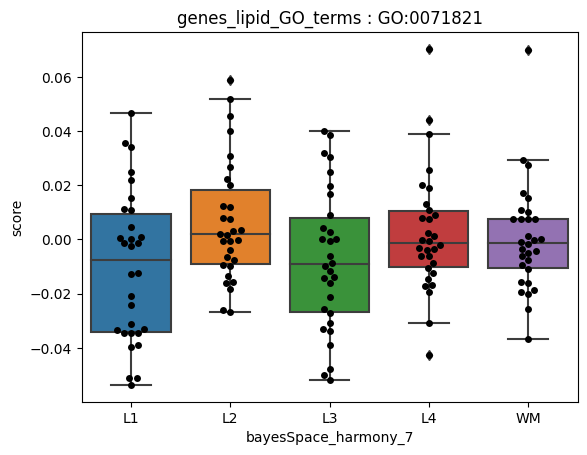 genes_lipid_GO_terms : GO:0071821
0.06
0.04
0.02
0.00
−0.02
−0.04
score
L1 L2 L3 L4 WM
bayesSpace_harmony_7